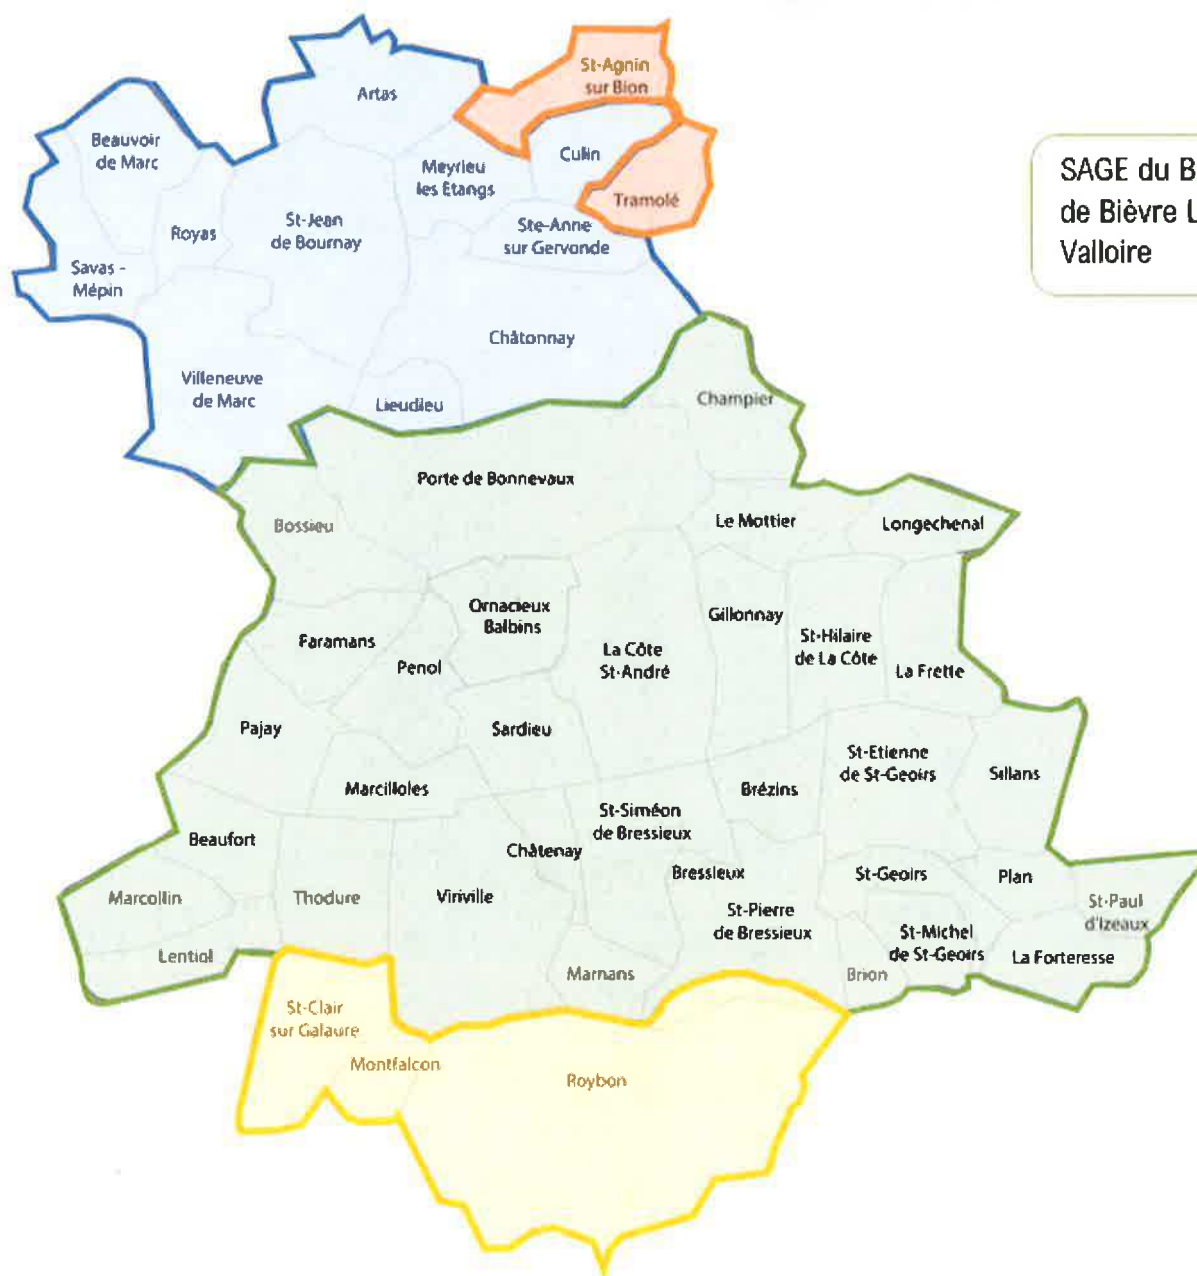 St-Agnin
sur Bion
Artas
Beauvoir
de Marc
Culin
Meyrieu
les Etangs
Tramolé
SAGE du B
de Bièvre L
Valloire
Royas
St-Jean
de Bournay
Ste-Anne
sur Gervonde
Savas -
Mépin
Châtonnay
Villeneuve
de Marc
Lieudieu
Champier
Porte de Bonnevaux
Bossieu
Le Mottier
Longechenal
Ornacieux
Balbins
Gillonnay
Faramans
Penol
La Côte
St-André
St-Hilaire
de La Côte
La Frette
Pajay
Sardieu
St-Etienne
de St-Geoirs
Sillans
Marcilloles
Brézins
St-Siméon
de Bressieux
Beaufort
Châtenay
Bressieux
St-Geoirs
Plan
Marcollin
Thodure
Viriville
St-Pierre
de Bressieux
St-Paul
d'Izeaux
St-Michel
de St-Geoirs
La Forteresse
Lentiol
Marnans
Brion
St-Clair
sur Galaure
Montfalcon
Roybon